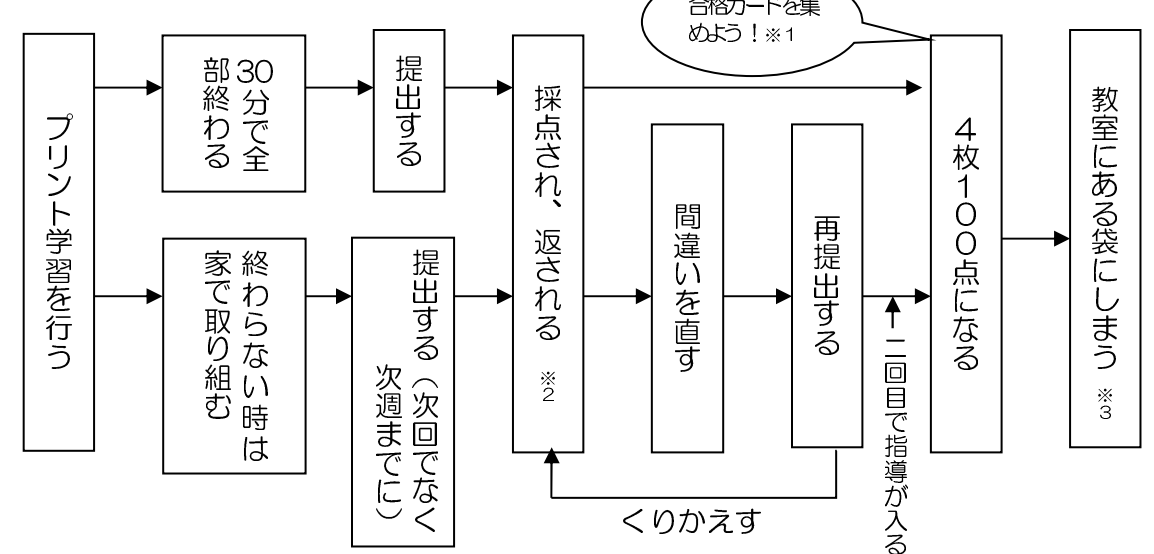 合格カードを集
めよう！※１
プリント学習を行う
30分で全
部終わる
提出する
終わらない時は
家で取り組む
提出する（次回でなく
次週までに）
採点され、返される　※２
間違いを直す
再提出する
くりかえす
二回目で指導が入る
４枚１００点になる
教室にある袋にしまう　※３